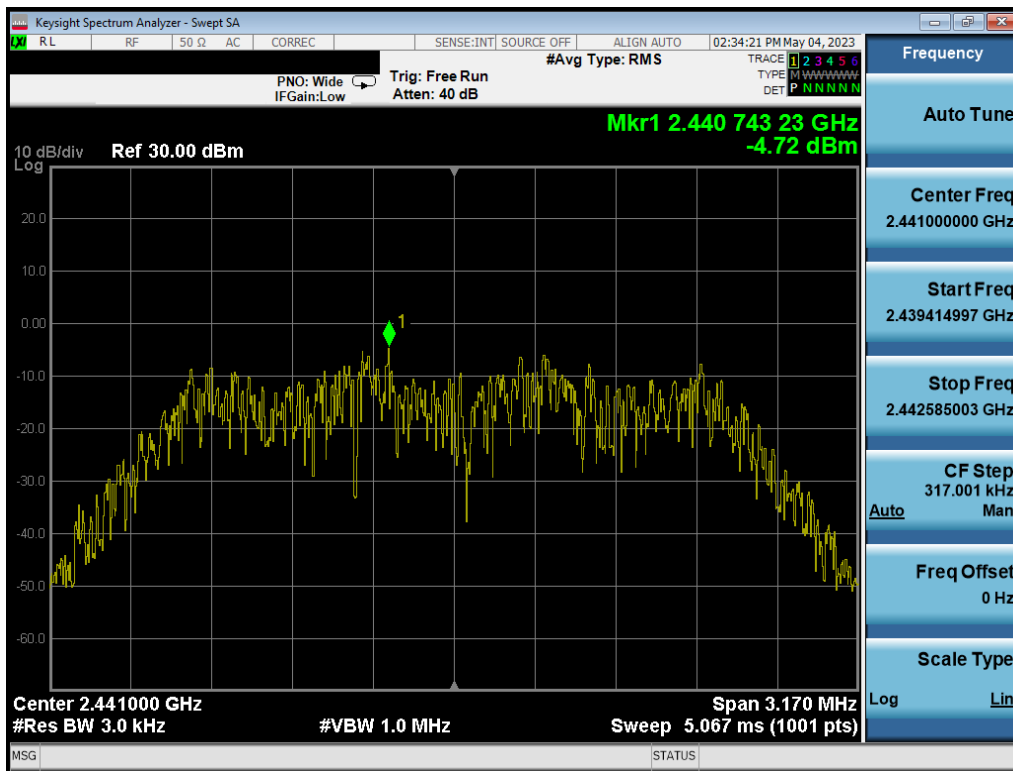 Keysight Spectrum Analyzer - Swept SA
LXI RL RF 50 Ω AC CORREC SENSE:INT SOURCE OFF ALIGN AUTO 02:34:21 PM May 04, 2023
PNO: Wide
IFGain:Low
Trig: Free Run
Atten: 40 dB
#Avg Type: RMS
TRACE 1 2 3 4 5 6
TYPE M WWWWW
DET P N N N N N
Mkr1 2.440 743 23 GHz
-4.72 dBm
10 dB/div Ref 30.00 dBm
Log
20.0
10.0
0.00
-10.0
-20.0
-30.0
-40.0
-50.0
-60.0
1
Center 2.441000 GHz Span 3.170 MHz
#Res BW 3.0 kHz #VBW 1.0 MHz Sweep 5.067 ms (1001 pts)
MSG STATUS
Frequency
Auto Tune
Center Freq
2.441000000 GHz
Start Freq
2.439414997 GHz
Stop Freq
2.442585003 GHz
CF Step
317.001 kHz
Auto Man
Freq Offset
0 Hz
Scale Type
Log Lin